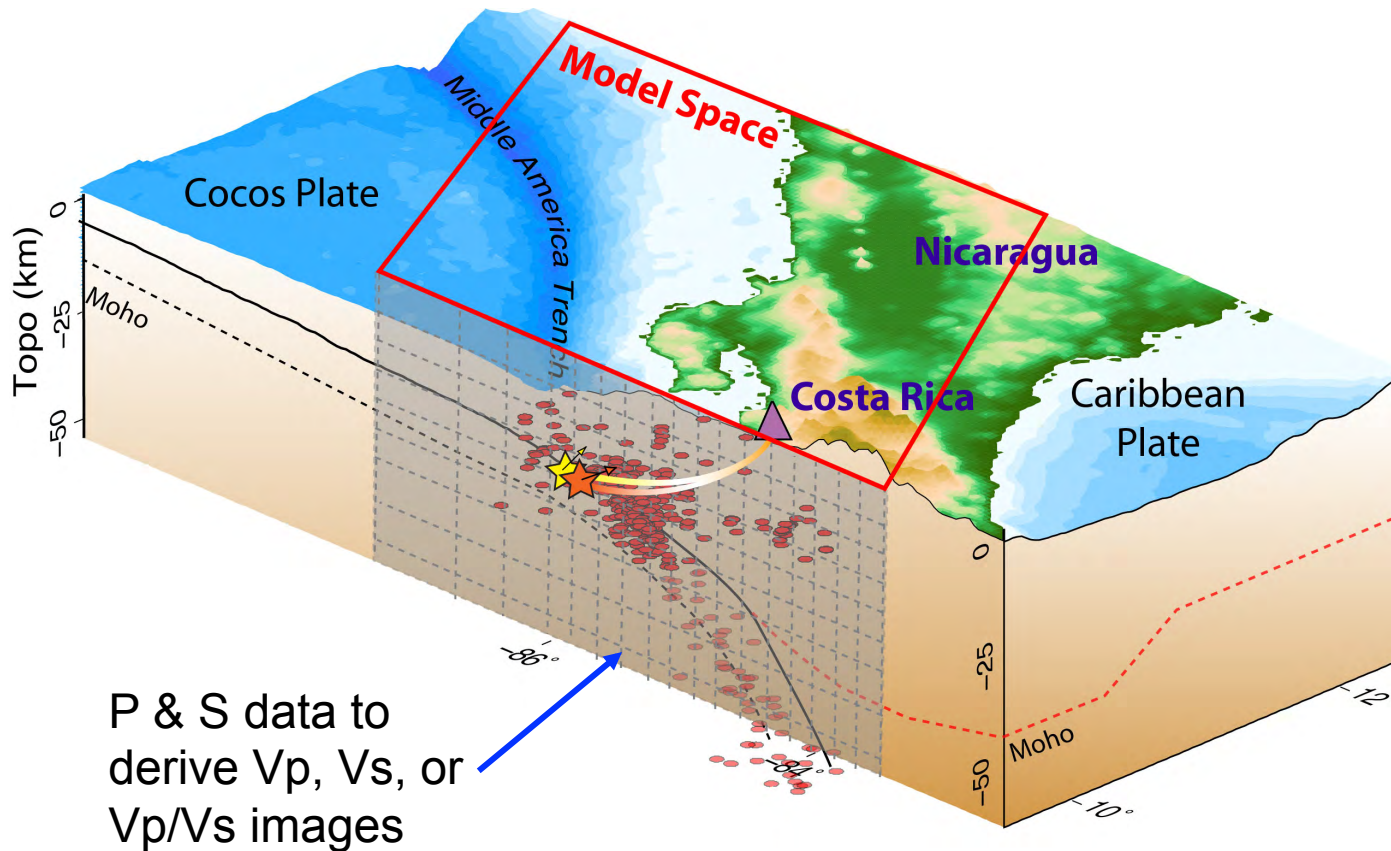 Model Space
Middle America Trench
Cocos Plate
Nicaragua
Costa Rica
Caribbean
Plate
Topo (km)
0
-25
-50
Moho
-86°
-84°
0
-25
-50
Moho
-10°
-12
P & S data to
derive Vp, Vs, or
Vp/Vs images